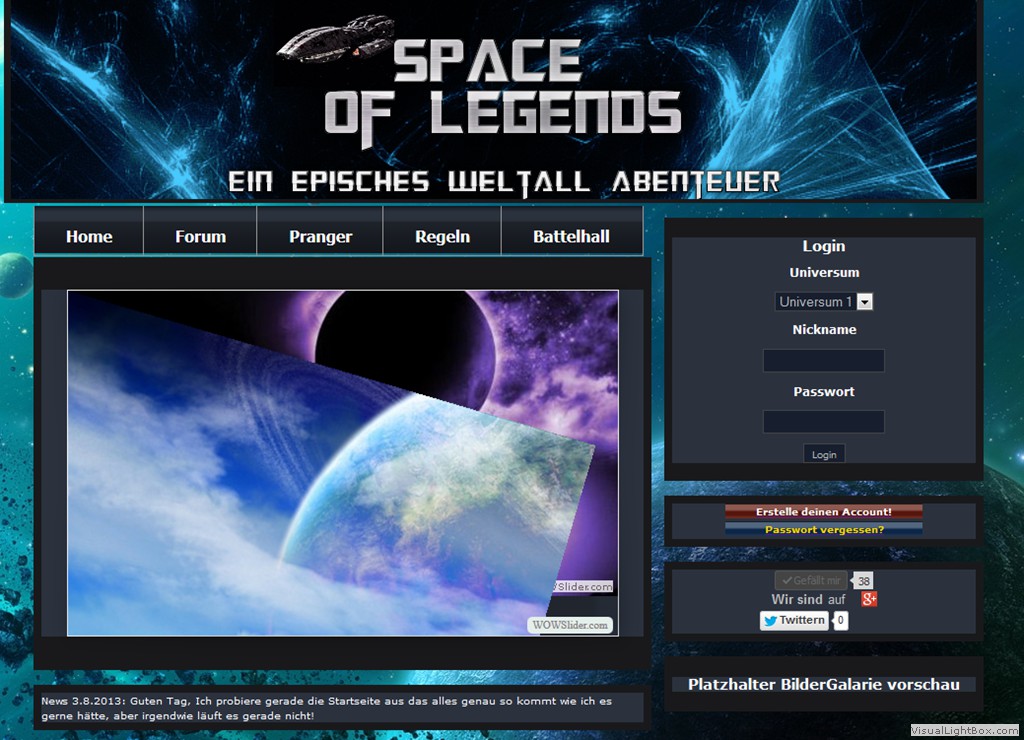 SPACE
OF LEGENDS
EIN EPISCHES WELTALL ABENTEUER
Home Forum Pranger Regeln Battelhall
Slider.com
WOWSlider.com
News 3.8.2013: Guten Tag, Ich probiere gerade die Startseite aus das alles genau so kommt wie ich es
gerne hätte, aber irgendwie läuft es gerade nicht!
Login
Universum
Universum 1
Nickname
Passwort
Login
Erstelle deinen Account!
Passwort vergessen?
Gefällt mir 38
Wir sind auf g+
Twittern 0
Platzhalter BilderGalarie vorschau
VisualLightBox.com